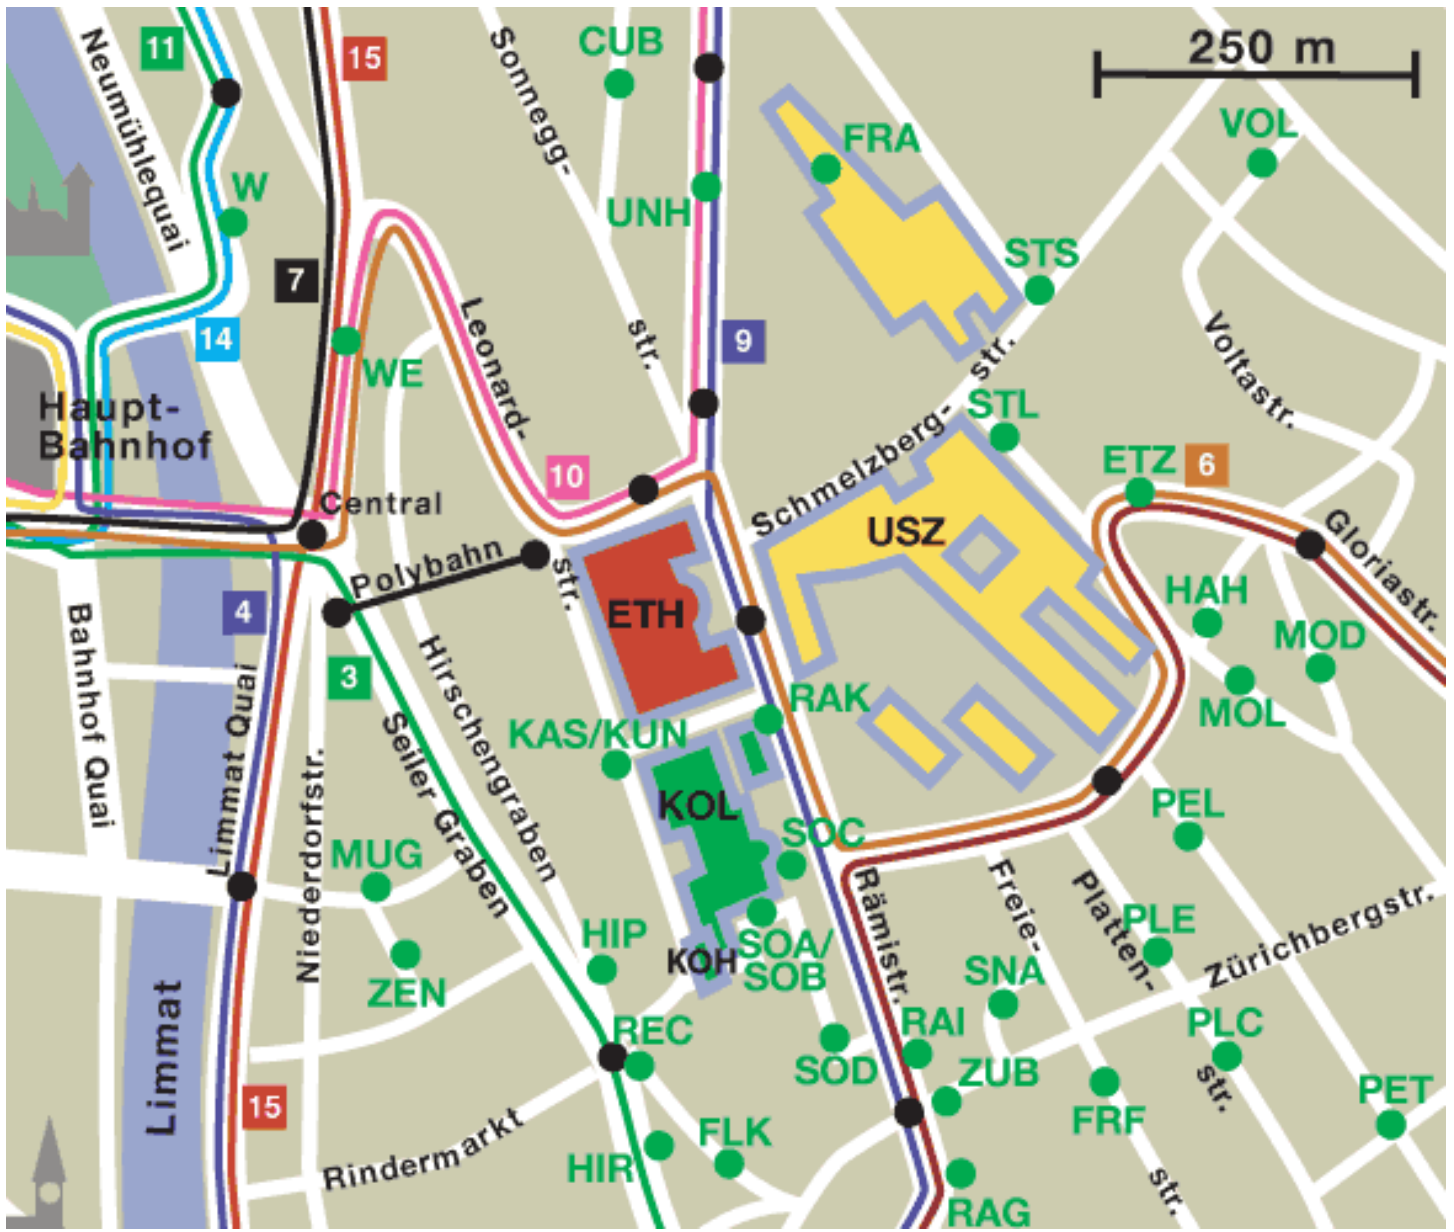 11
15
CUB
250 m
Neumühlequai
Sonnegg-
str.
FRA
VOL
W
UNH
STS
7
14
WE
Leonard-
str.
9
Voltastr.
Haupt-
Bahnhof
STL
Schmelzberg-
str.
ETZ
6
10
Central
USZ
Gloriastr.
Polybahn
4
ETH
HAH
MOD
3
Bahnhof Quai
Limmat Quai
Hirschengraben
RAK
MOL
KAS/KUN
Seiler Graben
Niederdorfstr.
KOL
SOC
PEL
MUG
Rämistr.
Freie-
str.
Platten-
str.
PLE
Zürichbergstr.
HIP
KOH
SOA/
SOB
ZEN
SNA
Limmat
REC
RAI
PLC
SOD
ZUB
15
FRF
PET
Rindermarkt
FLK
HIR
RAG